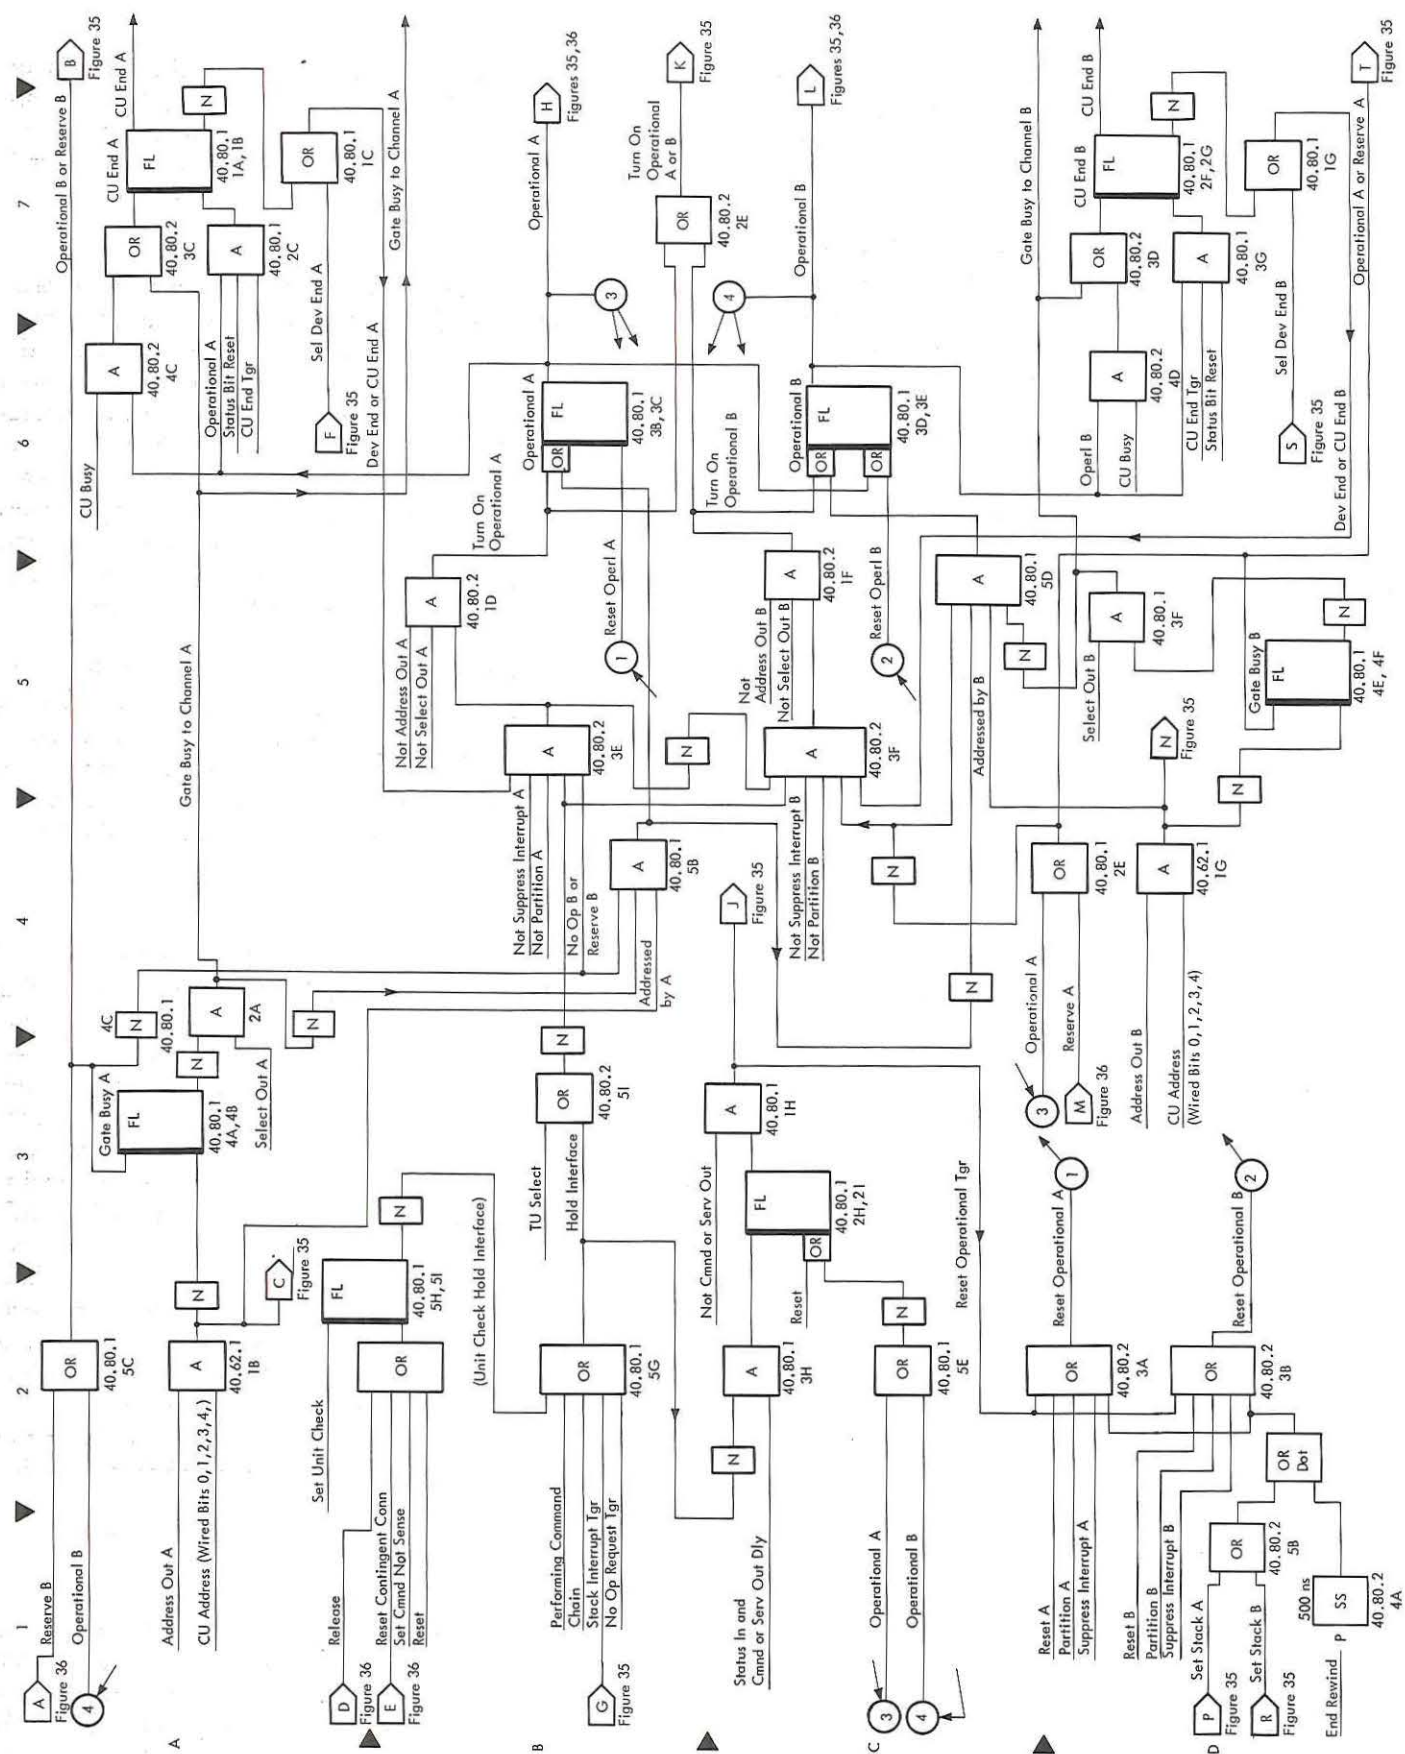 1
2
3
4
5
6
7
A
B
C
D
A
Figure 36
Reserve B
Operational B
4
OR
40.80.1
5C
Operational B or Reserve B
B
Figure 35
Address Out A
CU Address (Wired Bits 0,1,2,3,4,)
A
40.62.1
1B
N
C
Figure 35
Gate Busy A
FL
40.80.1
4A,4B
N
Select Out A
A
2A
N
4C
40.80.1
N
Gate Busy to Channel A
CU Busy
A
40.80.2
4C
OR
40.80.2
3C
CU End A
FL
40.80.1
1A,1B
CU End A
N
Operational A
Status Bit Reset
CU End Tgr
A
40.80.1
2C
F
Figure 35
Sel Dev End A
OR
40.80.1
1C
Dev End or CU End A
Gate Busy to Channel A
D
Figure 36
Release
E
Figure 36
Reset Contingent Conn
Set Cmnd Not Sense
Reset
Set Unit Check
OR
FL
40.80.1
5H,5I
N
(Unit Check Hold Interface)
Performing Command
Chain
Stack Interrupt Tgr
No Op Request Tgr
G
Figure 35
OR
40.80.1
5G
TU Select
Hold Interface
OR
40.80.2
5I
N
Addressed
by A
Not Suppress Interrupt A
Not Partition A
No Op B or
Reserve B
A
40.80.1
5B
A
40.80.2
3E
Not Address Out A
Not Select Out A
A
40.80.2
1D
Turn On
Operational A
Operational A
OR
FL
40.80.1
3B,3C
Reset Operl A
1
Operational A
H
Figures 35,36
3
Turn On
Operational
A or B
OR
40.80.2
2E
K
Figure 35
4
N
Not Suppress Interrupt B
Not Partition B
A
40.80.2
3F
Not
Address Out B
Not Select Out B
A
40.80.2
1F
Turn On
Operational B
Operational B
OR
OR
FL
40.80.1
3D,3E
Reset Operl B
2
Operational B
L
Figures 35,36
Status In and
Cmnd or Serv Out Dly
N
A
40.80.1
3H
Not Cmnd or Serv Out
Reset
OR
FL
40.80.1
2H,2I
A
40.80.1
1H
J
Figure 35
3
Operational A
4
Operational B
OR
40.80.1
5E
N
Reset Operational Tgr
N
N
Addressed by B
A
40.80.1
5D
N
Reset A
Partition A
Suppress Interrupt A
OR
40.80.2
3A
Reset Operational A
1
Reset B
Partition B
Suppress Interrupt B
OR
40.80.2
3B
Reset Operational B
2
P
Figure 35
Set Stack A
R
Figure 35
Set Stack B
OR
40.80.2
5B
OR
Dot
End Rewind
P
500 ns
SS
40.80.2
4A
3
Operational A
M
Figure 36
Reserve A
OR
40.80.1
2E
Address Out B
CU Address
(Wired Bits 0,1,2,3,4)
A
40.62.1
1G
N
Figure 35
N
Gate Busy B
FL
40.80.1
4E, 4F
N
Select Out B
A
40.80.1
3F
Gate Busy to Channel B
Operl B
CU Busy
A
40.80.2
4D
OR
40.80.2
3D
CU End B
FL
40.80.1
2F,2G
CU End B
N
CU End Tgr
Status Bit Reset
A
40.80.1
3G
S
Figure 35
Sel Dev End B
OR
40.80.1
1G
Dev End or CU End B
Operational A or Reserve A
T
Figure 35